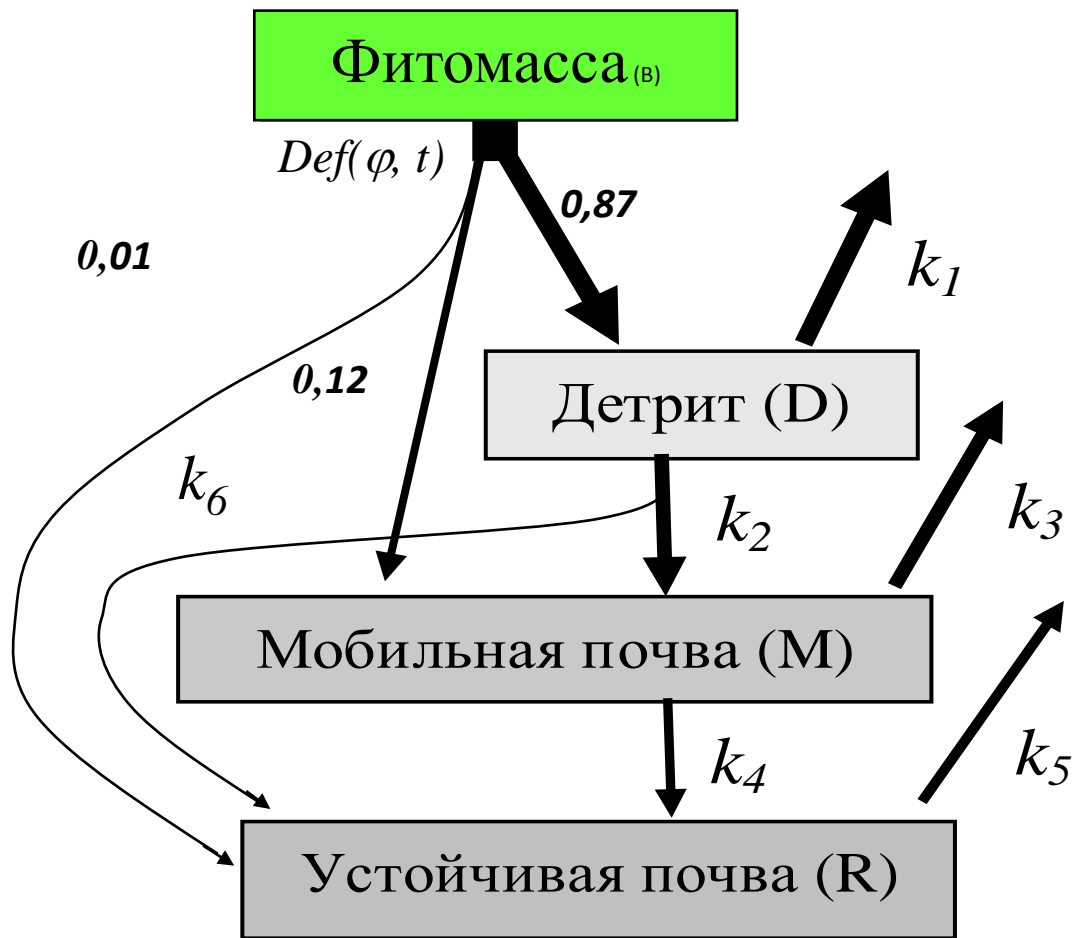 Фитомасса (В)
Def(φ, t)
0,87
0,01
k1
0,12
Детрит (D)
k6
k2
k3
Мобильная почва (М)
k4
k5
Устойчивая почва (R)